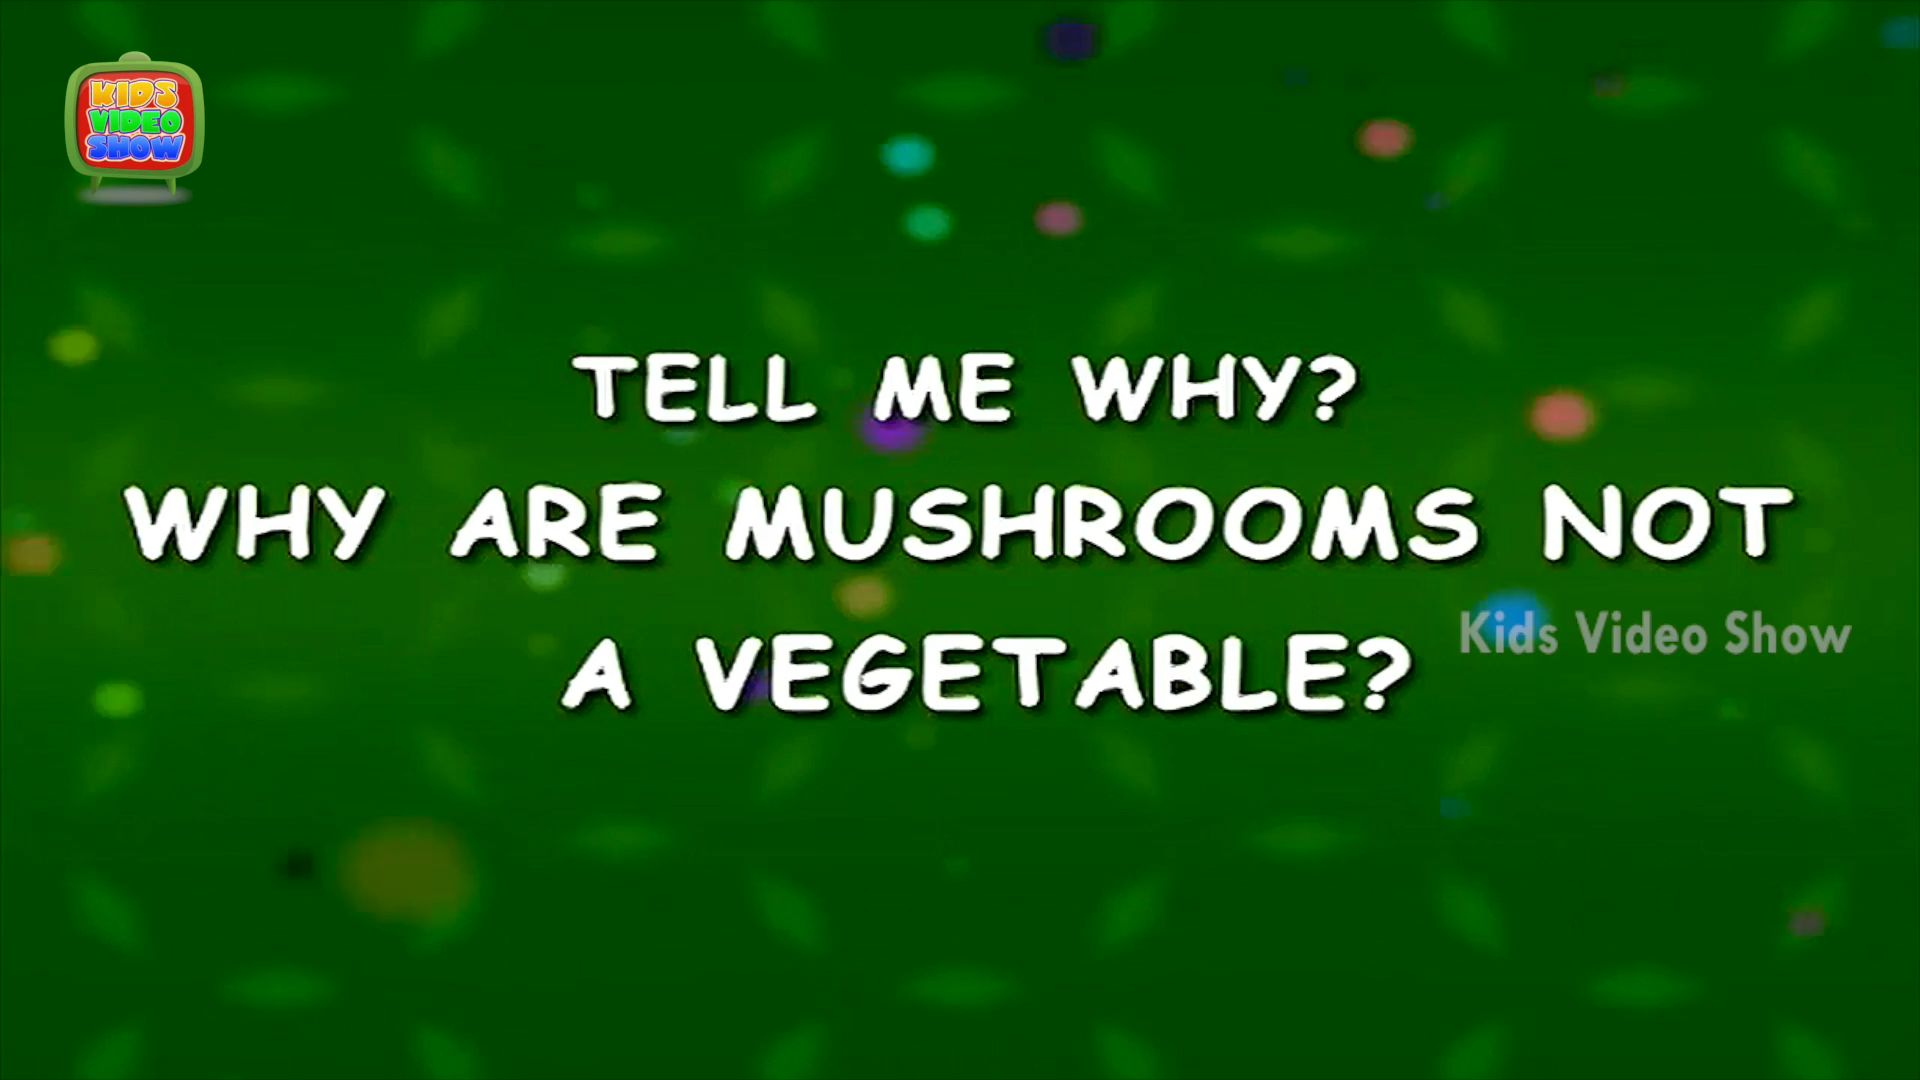 KIDS
VIDEO
SHOW
TELL ME WHY?
WHY ARE MUSHROOMS NOT
A VEGETABLE?
Kids Video Show